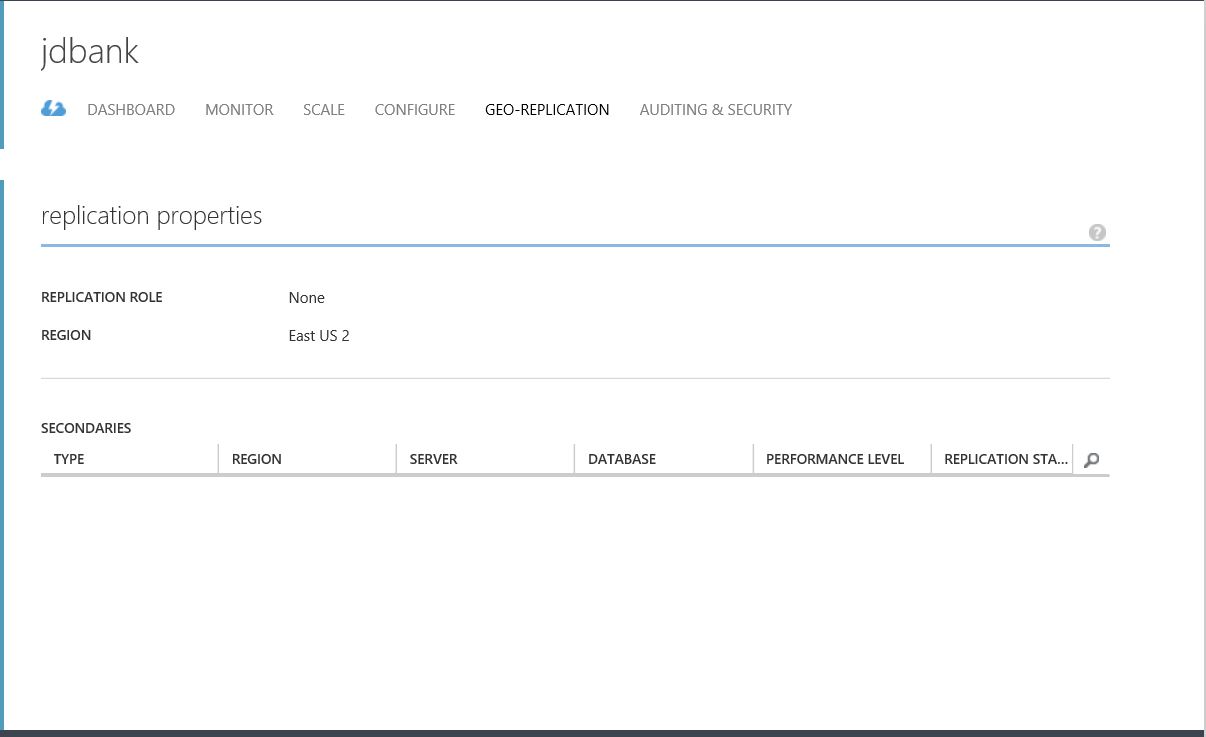 jdbank
DASHBOARD MONITOR SCALE CONFIGURE GEO-REPLICATION AUDITING & SECURITY
replication properties
?
REPLICATION ROLE None
REGION East US 2
SECONDARIES
TYPE REGION SERVER DATABASE PERFORMANCE LEVEL REPLICATION STA...